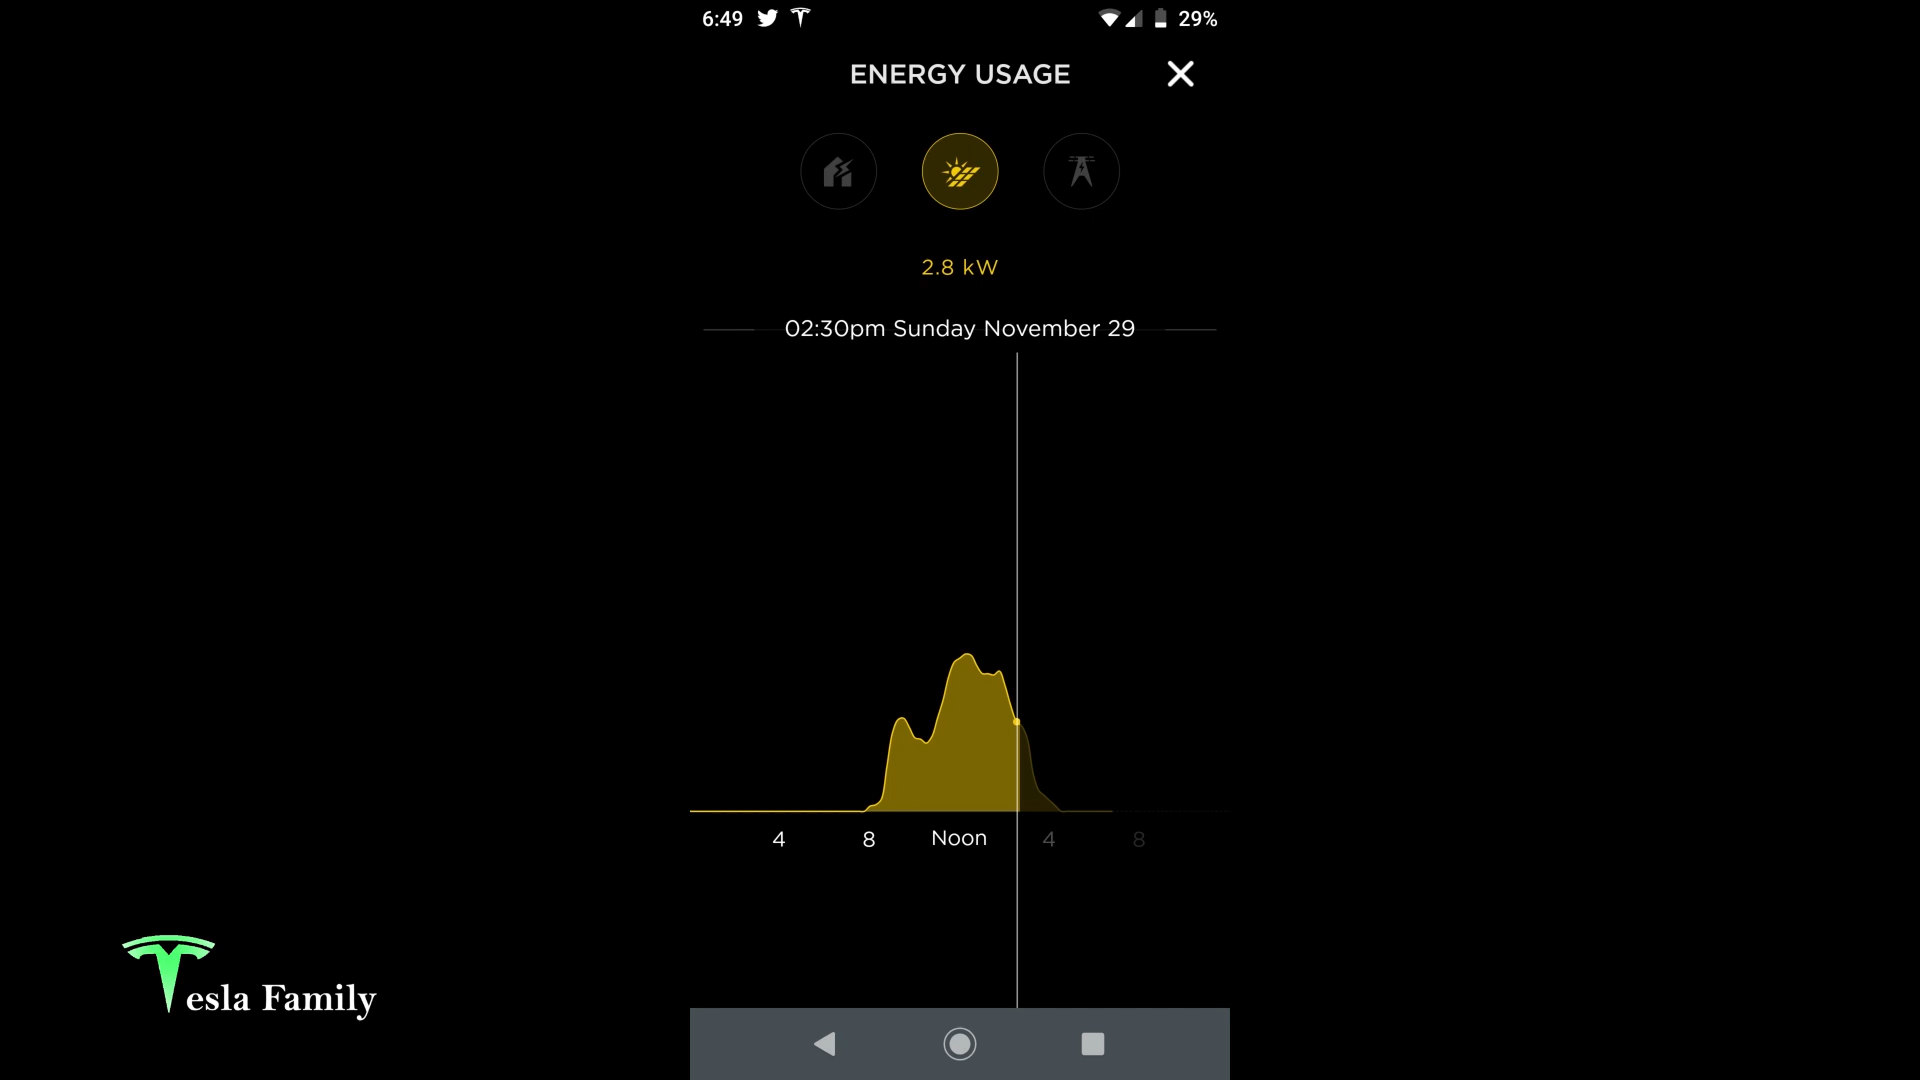 6:49 29%
ENERGY USAGE
2.8 kW
02:30pm Sunday November 29
4 8 Noon 4 8
Tesla Family